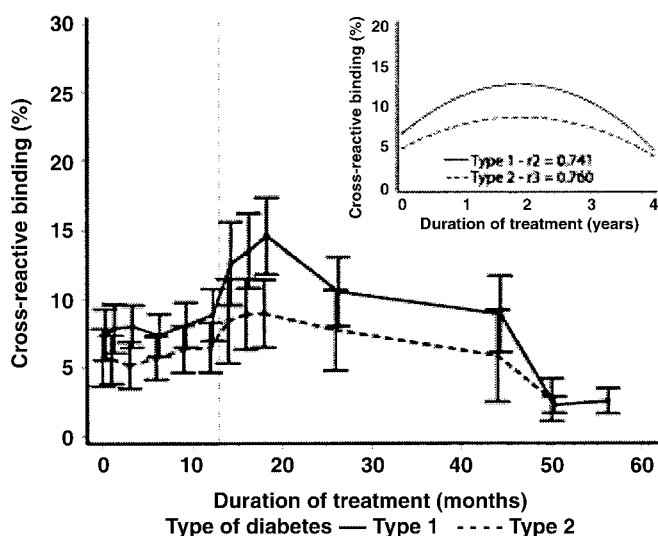 30
25
20
15
10
5
0
Cross-reactive binding (%)
0 10 20 30 40 50 60
Duration of treatment (months)
Type of diabetes Type 1 Type 2
20
15
10
5
0
Cross-reactive binding (%)
Type 1 - r2 = 0.741
Type 2 - r3 = 0.760
0 1 2 3 4
Duration of treatment (years)